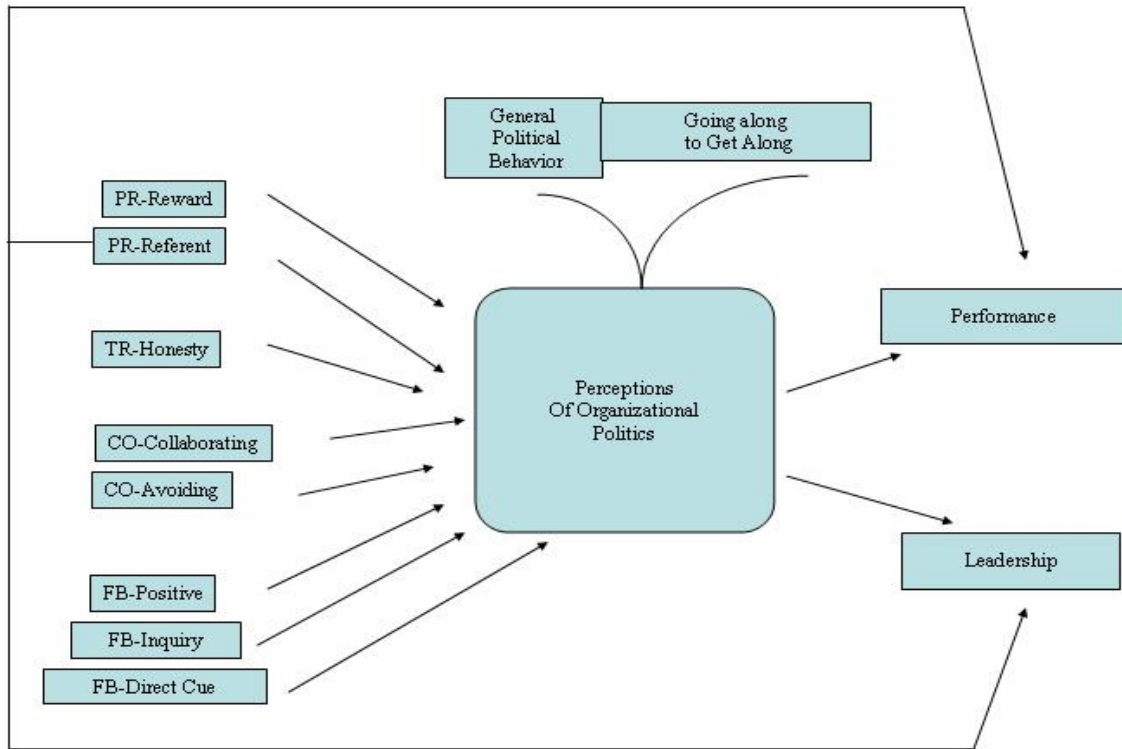 General
Political
Behavior
Going along
to Get Along
PR-Reward
PR-Referent
TR-Honesty
CO-Collaborating
CO-Avoiding
FB-Positive
FB-Inquiry
FB-Direct Cue
Perceptions
Of Organizational
Politics
Performance
Leadership